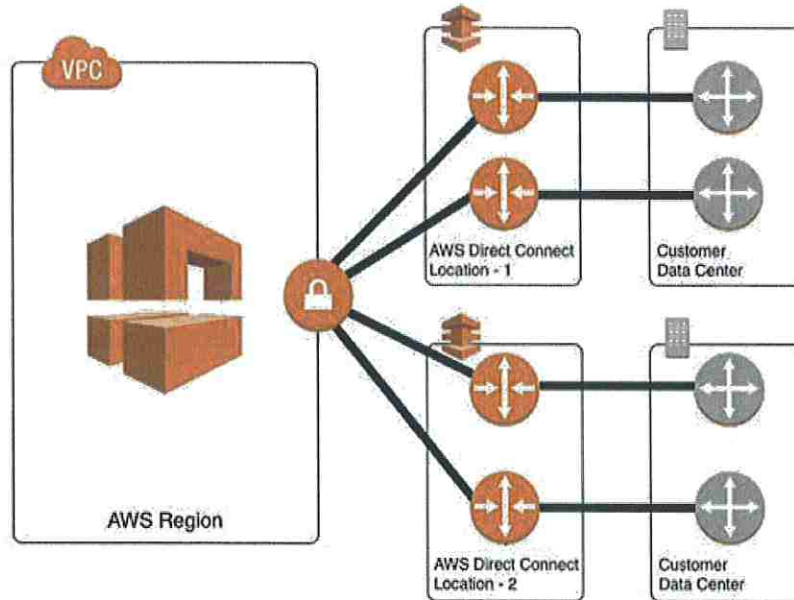 VPC
AWS Region
AWS Direct Connect
Location - 1
Customer
Data Center
AWS Direct Connect
Location - 2
Customer
Data Center